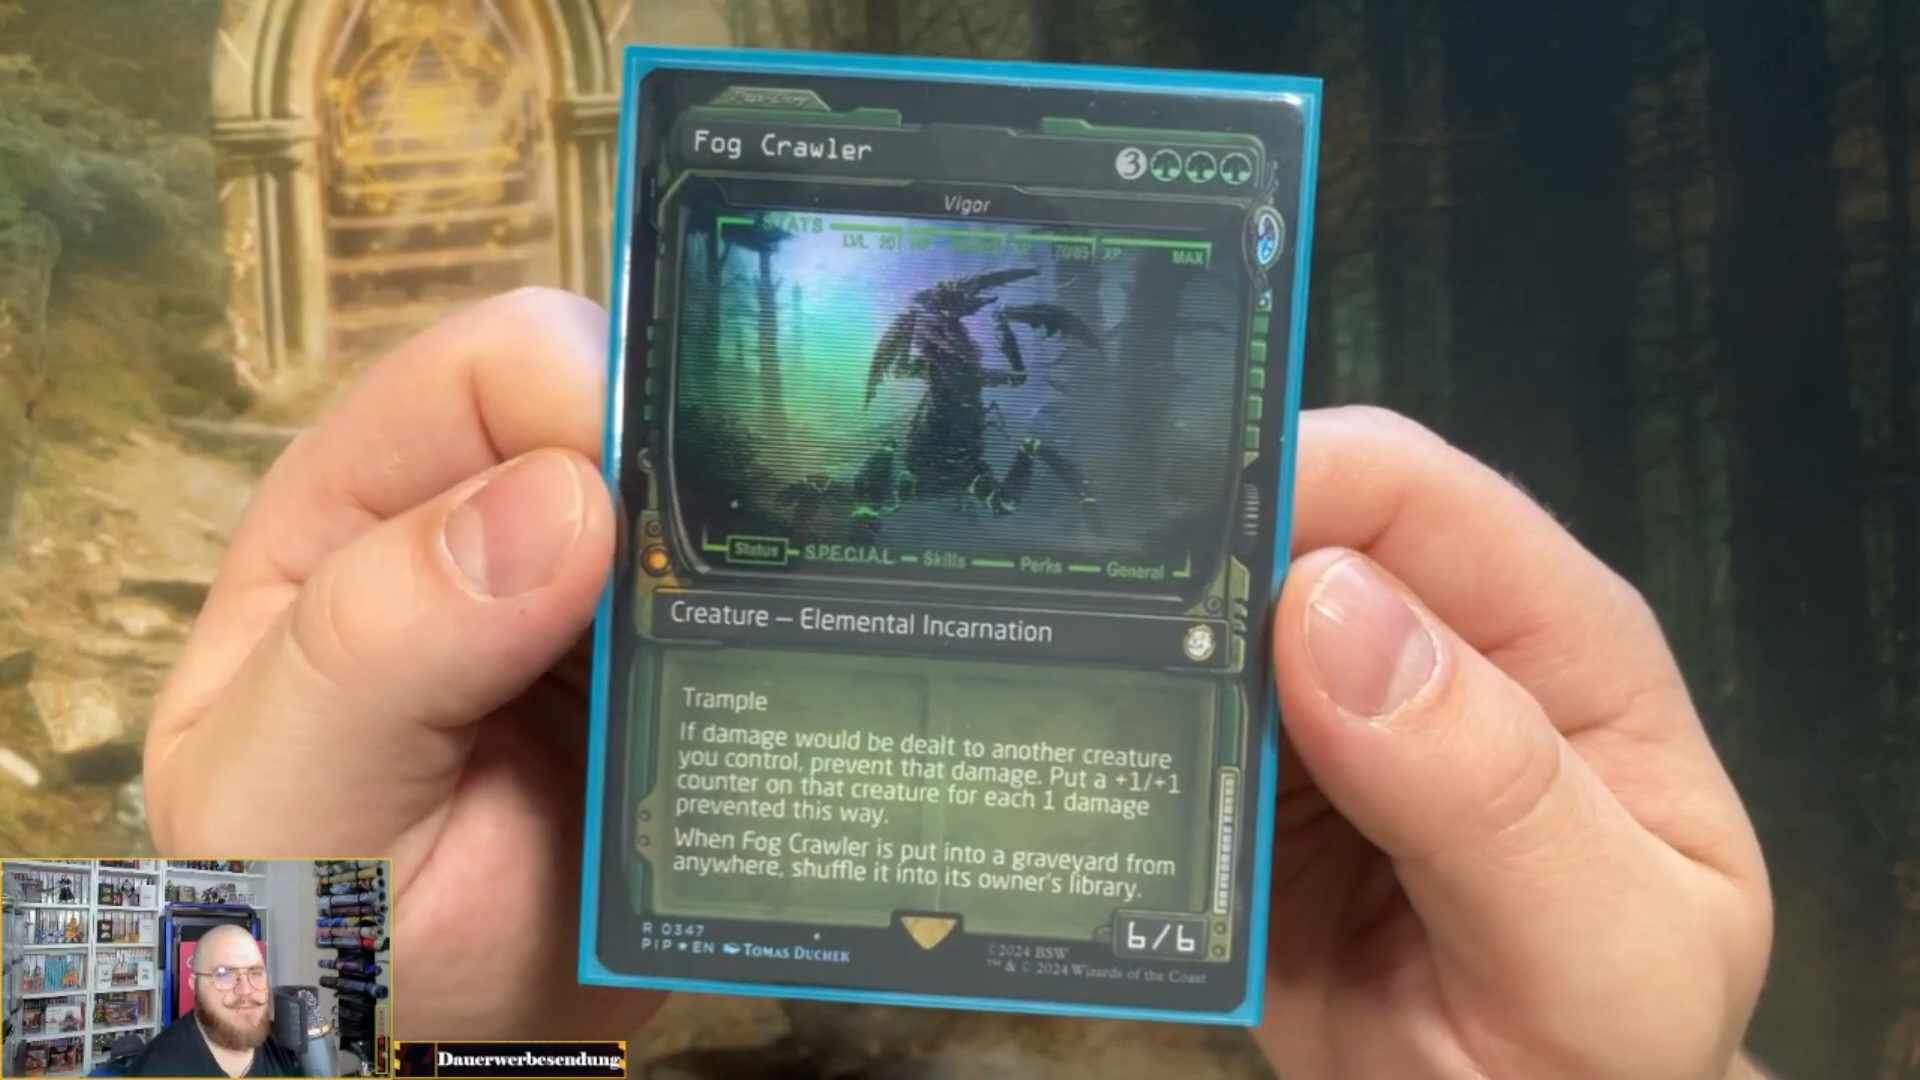 Fog Crawler
3
Vigor
STATS
LVL 20
70/85 XP MAX
Status S.P.E.C.I.A.L Skills Perks General
Creature — Elemental Incarnation
Trample
If damage would be dealt to another creature
you control, prevent that damage. Put a +1/+1
counter on that creature for each 1 damage
prevented this way.
When Fog Crawler is put into a graveyard from
anywhere, shuffle it into its owner's library.
6/6
R 0347
PIP ★ EN TOMAS DUCHEK
©2024 BSW
™ & © 2024 Wizards of the Coast
Dauerwerbesendung